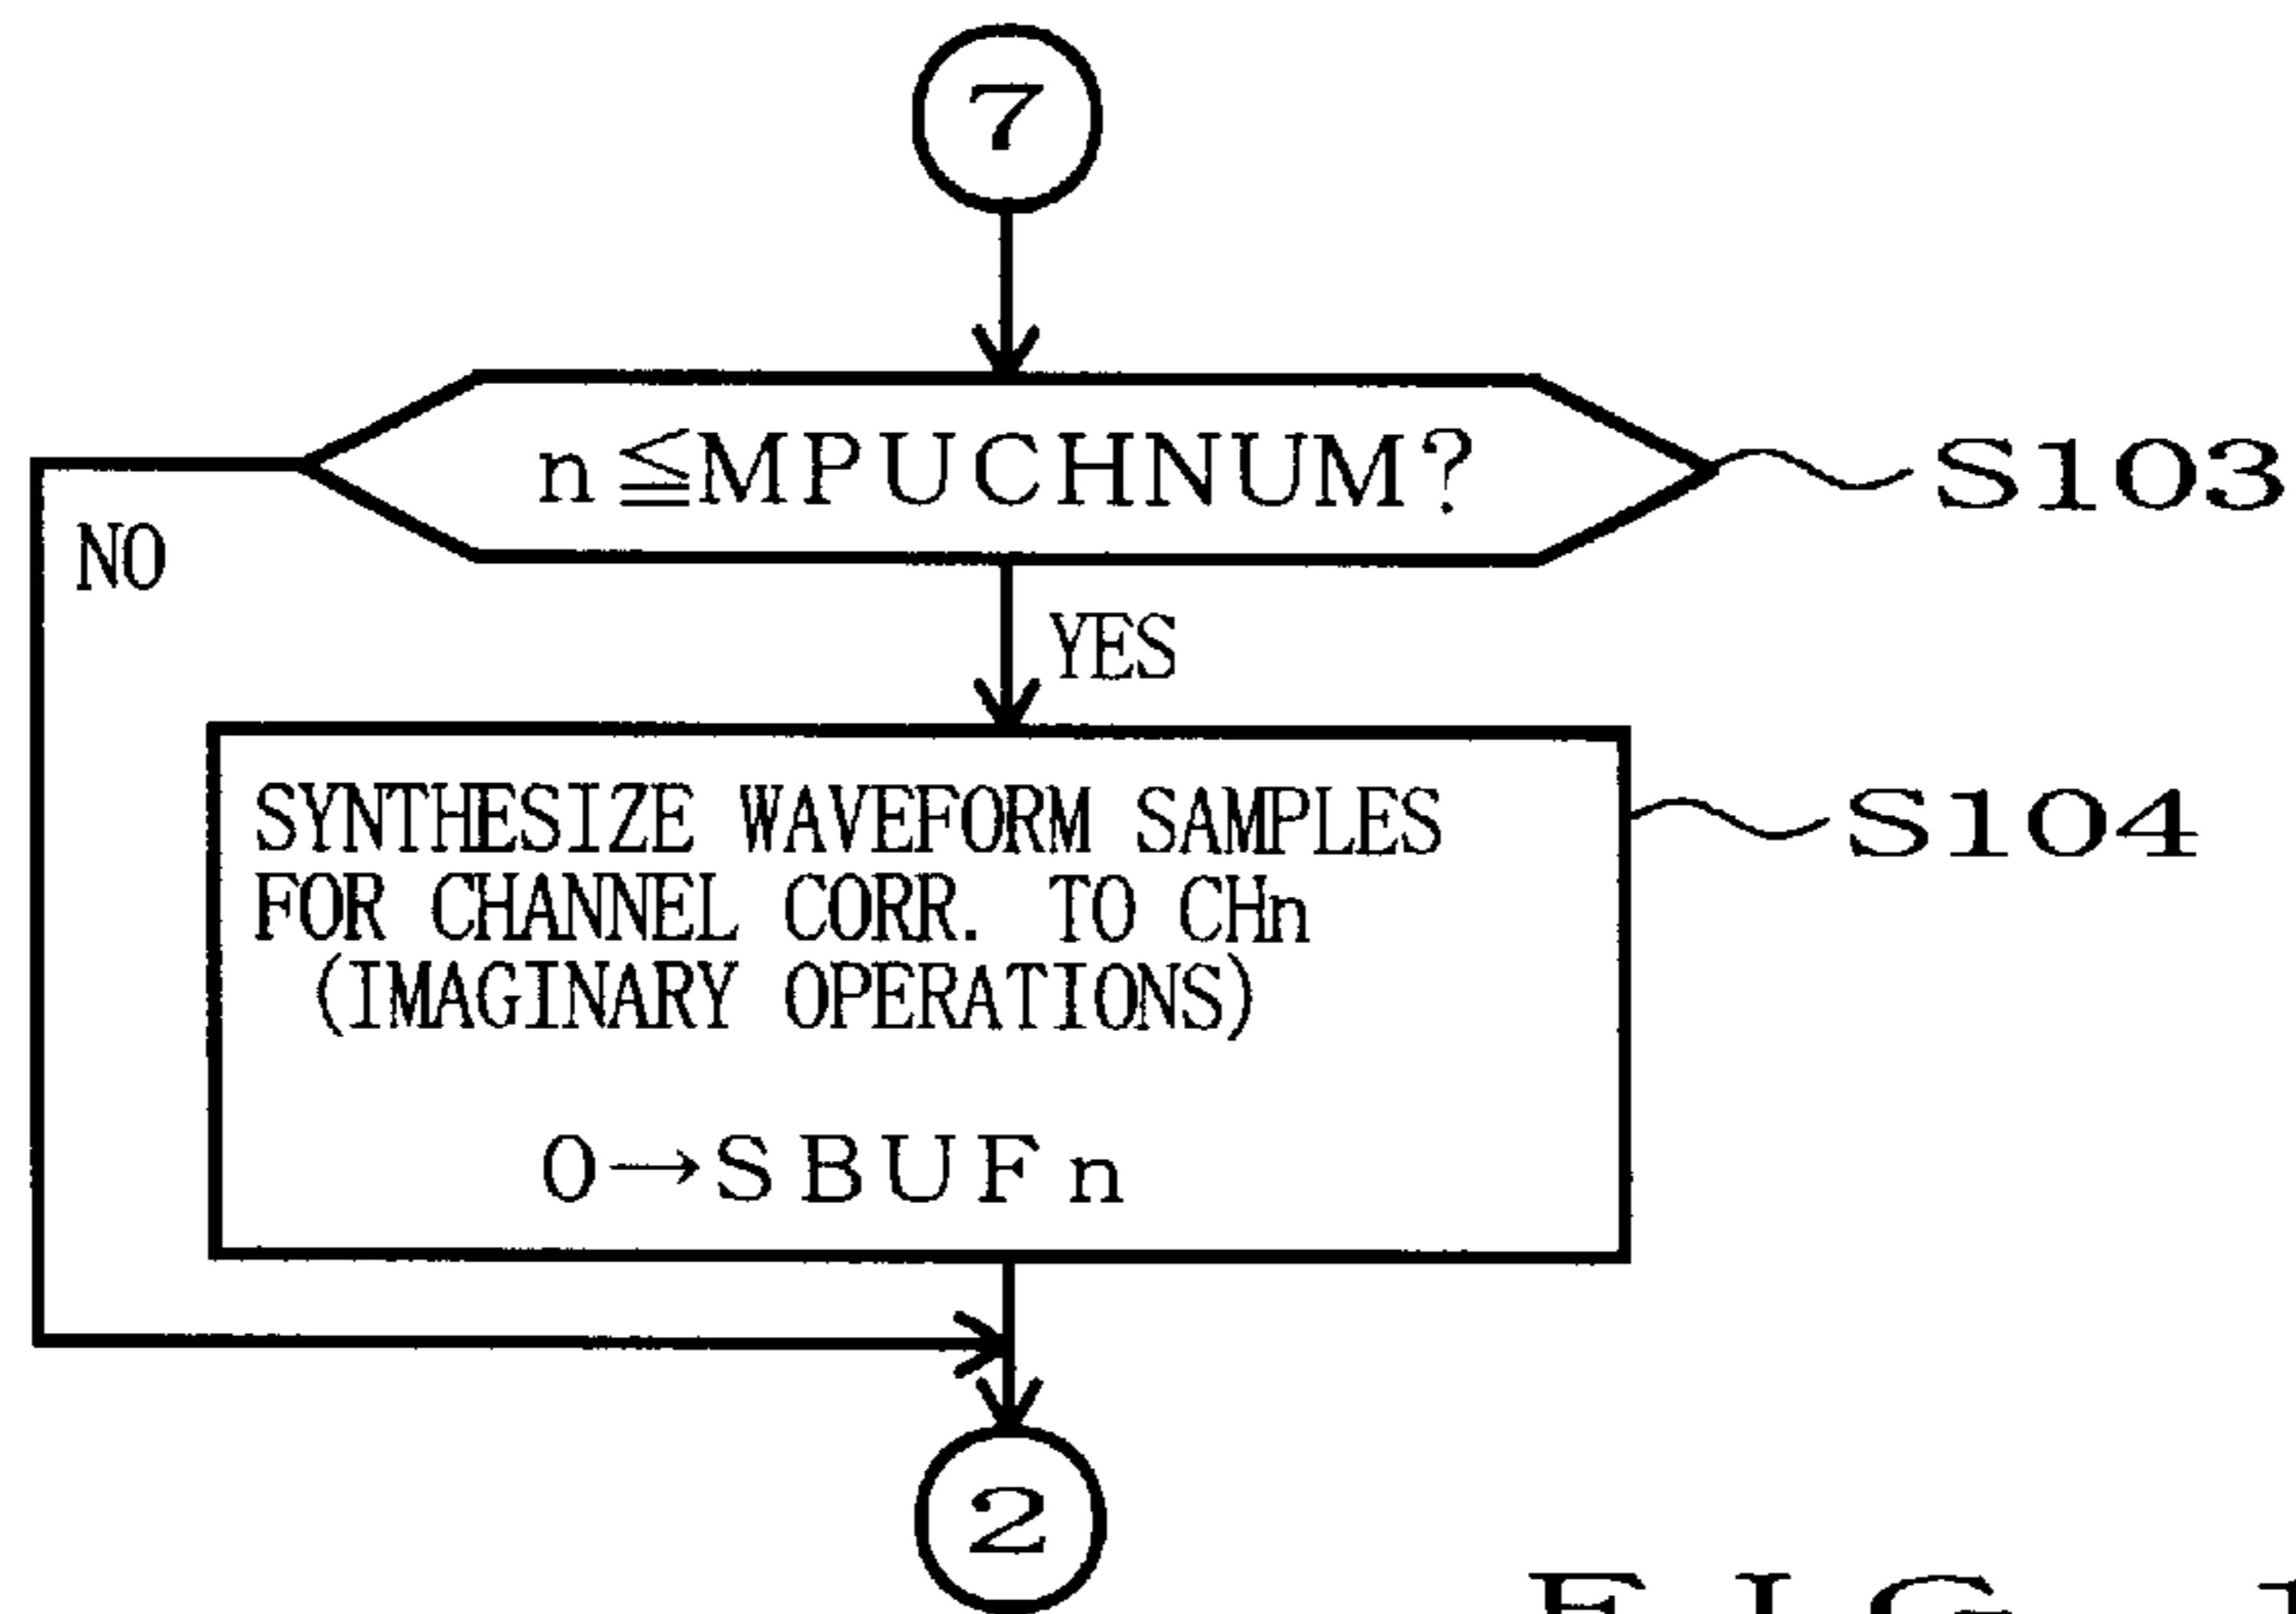 7
n≦MPUCHNUM?
S103
NO
YES
SYNTHESIZE WAVEFORM SAMPLES
FOR CHANNEL CORR. TO CHn
(IMAGINARY OPERATIONS)
S104
0→SBUFn
2